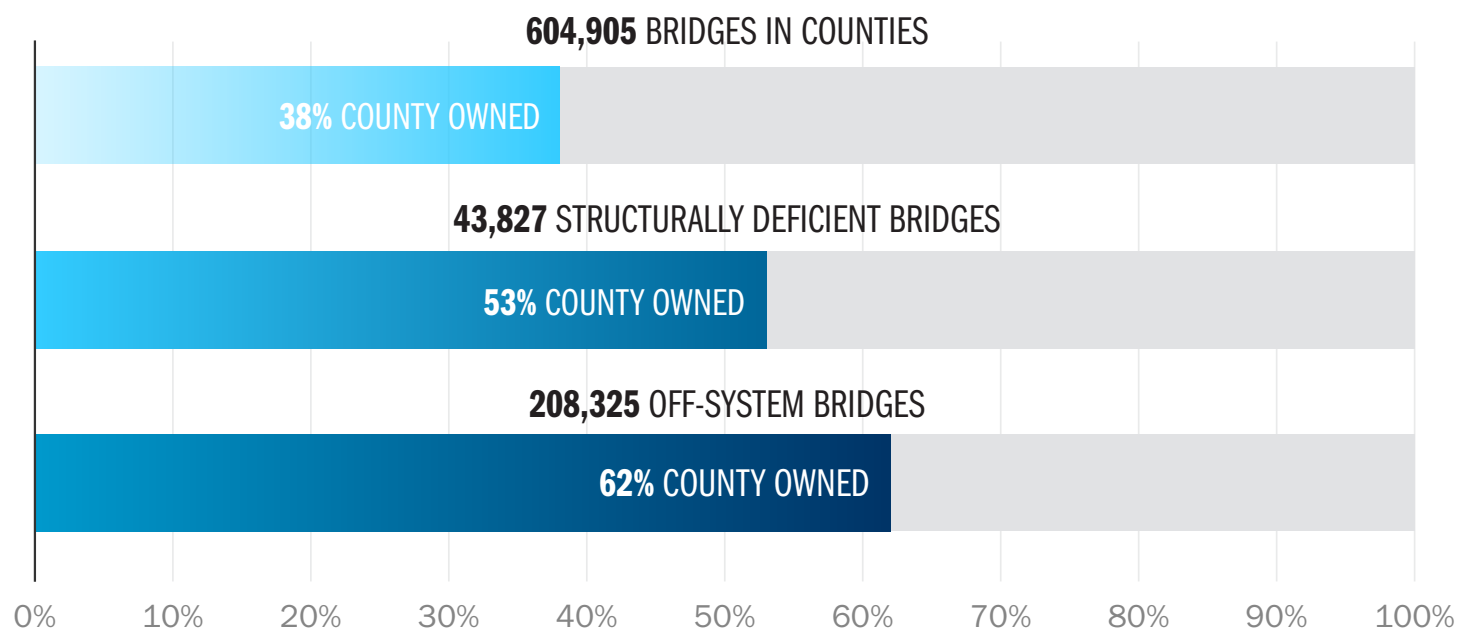 604,905 BRIDGES IN COUNTIES
38% COUNTY OWNED
43,827 STRUCTURALLY DEFICIENT BRIDGES
53% COUNTY OWNED
208,325 OFF-SYSTEM BRIDGES
62% COUNTY OWNED
0% 10% 20% 30% 40% 50% 60% 70% 80% 90% 100%